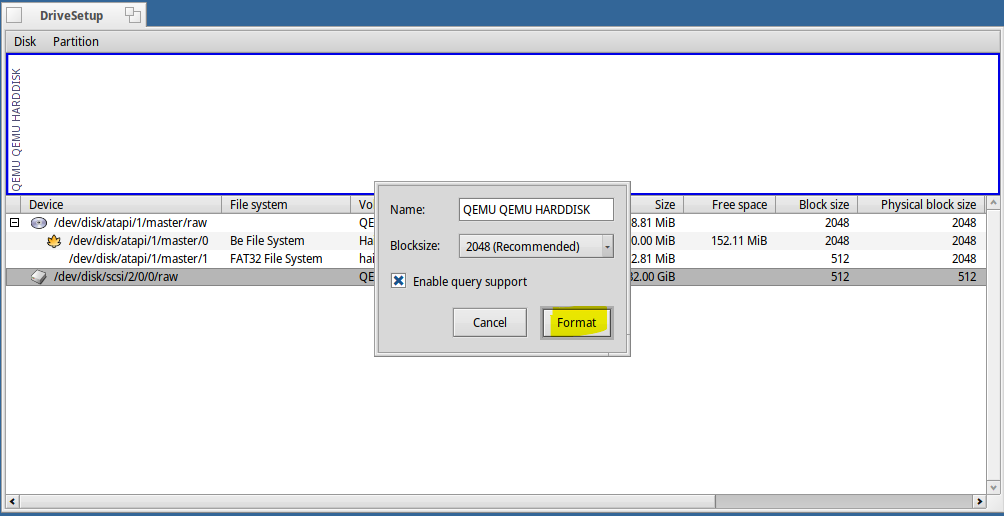 DriveSetup
Disk Partition
QEMU QEMU HARDDISK
Device File system Vo Size Free space Block size Physical block size
/dev/disk/atapi/1/master/raw QE 8.81 MiB 2048 2048
/dev/disk/atapi/1/master/0 Be File System Ha 0.00 MiB 152.11 MiB 2048 2048
/dev/disk/atapi/1/master/1 FAT32 File System hai 2.81 MiB 512 2048
/dev/disk/scsi/2/0/0/raw QE 32.00 GiB 512 512
Name: QEMU QEMU HARDDISK
Blocksize: 2048 (Recommended)
Enable query support
Cancel Format